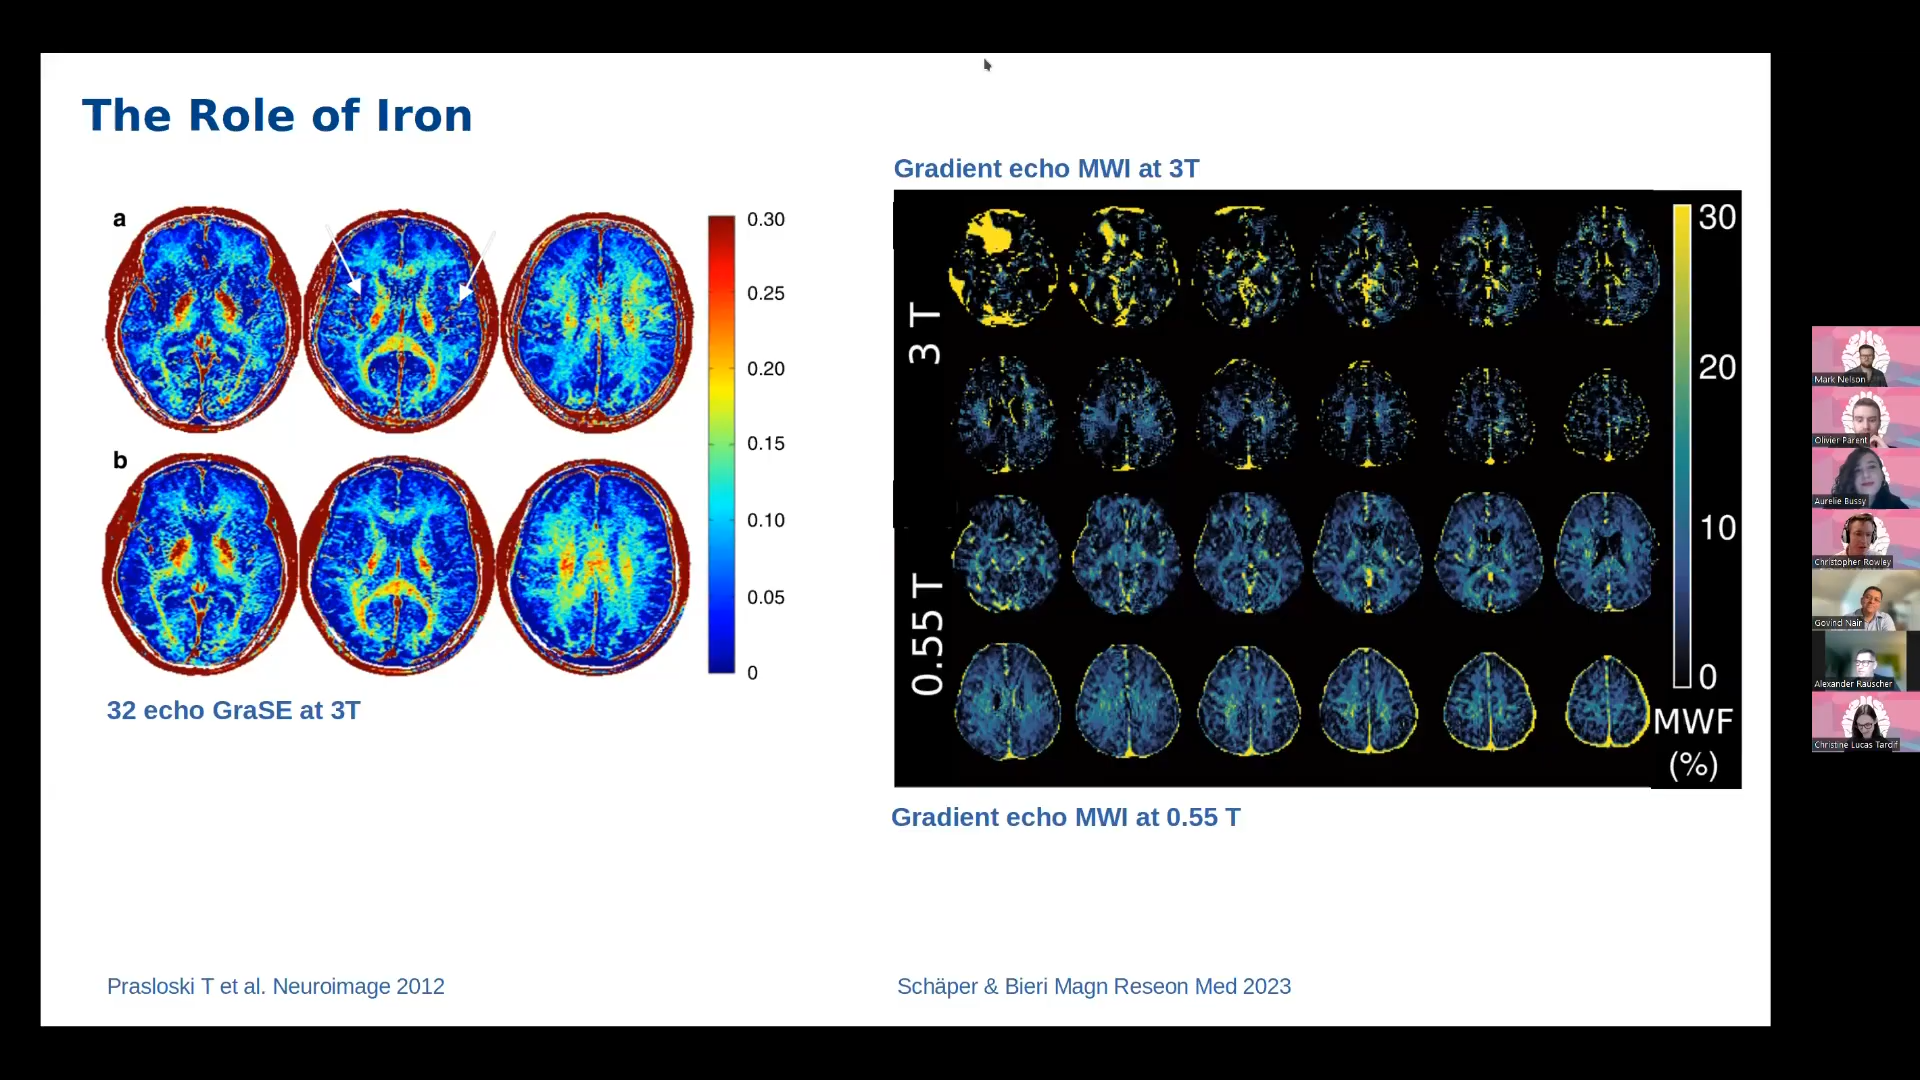 The Role of Iron
Gradient echo MWI at 3T
a
0.30
0.25
0.20
0.15
0.10
0.05
0
b
32 echo GraSE at 3T
3 T
0.55 T
30
20
10
0
MWF
(%)
Gradient echo MWI at 0.55 T
Prasloski T et al. Neuroimage 2012
Schäper & Bieri Magn Reseon Med 2023
Mark Nelson
Olivier Parent
Aurelie Bussy
Christopher Rowley
Govind Nair
Alexander Rauscher
Christine Lucas Tardif